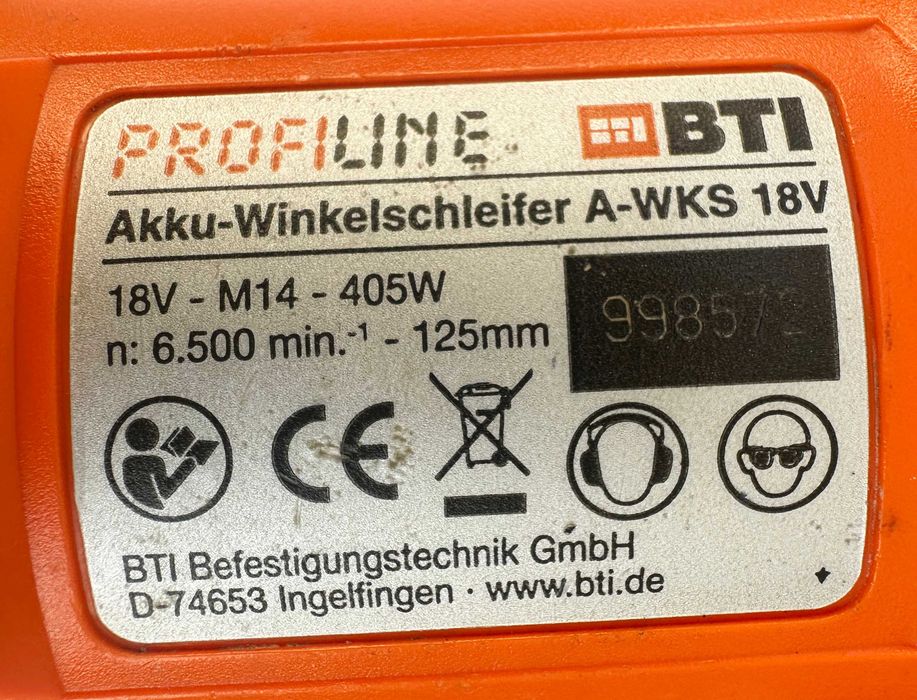 PROFILINE BTI
Akku-Winkelschleifer A-WKS 18V
18V - M14 - 405W
n: 6.500 min.⁻¹ - 125mm
CE
BTI Befestigungstechnik GmbH
D-74653 Ingelfingen · www.bti.de